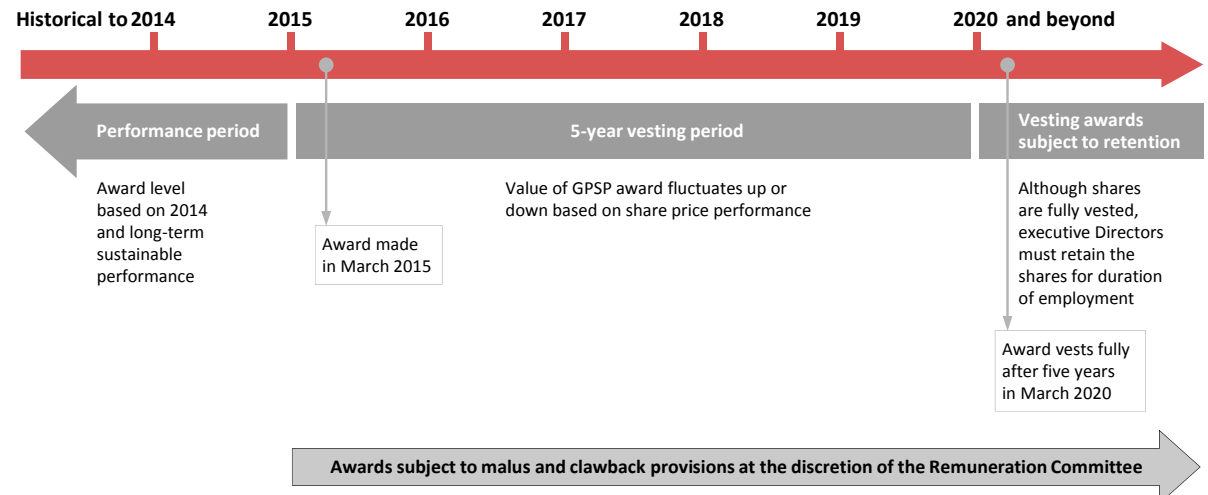 Historical to 2014 2015 2016 2017 2018 2019 2020 and beyond
Performance period
5-year vesting period
Vesting awards
subject to retention
Award level
based on 2014
and long-term
sustainable
performance
Award made
in March 2015
Value of GPSP award fluctuates up or
down based on share price performance
Although shares
are fully vested,
executive Directors
must retain the
shares for duration
of employment
Award vests fully
after five years
in March 2020
Awards subject to malus and clawback provisions at the discretion of the Remuneration Committee